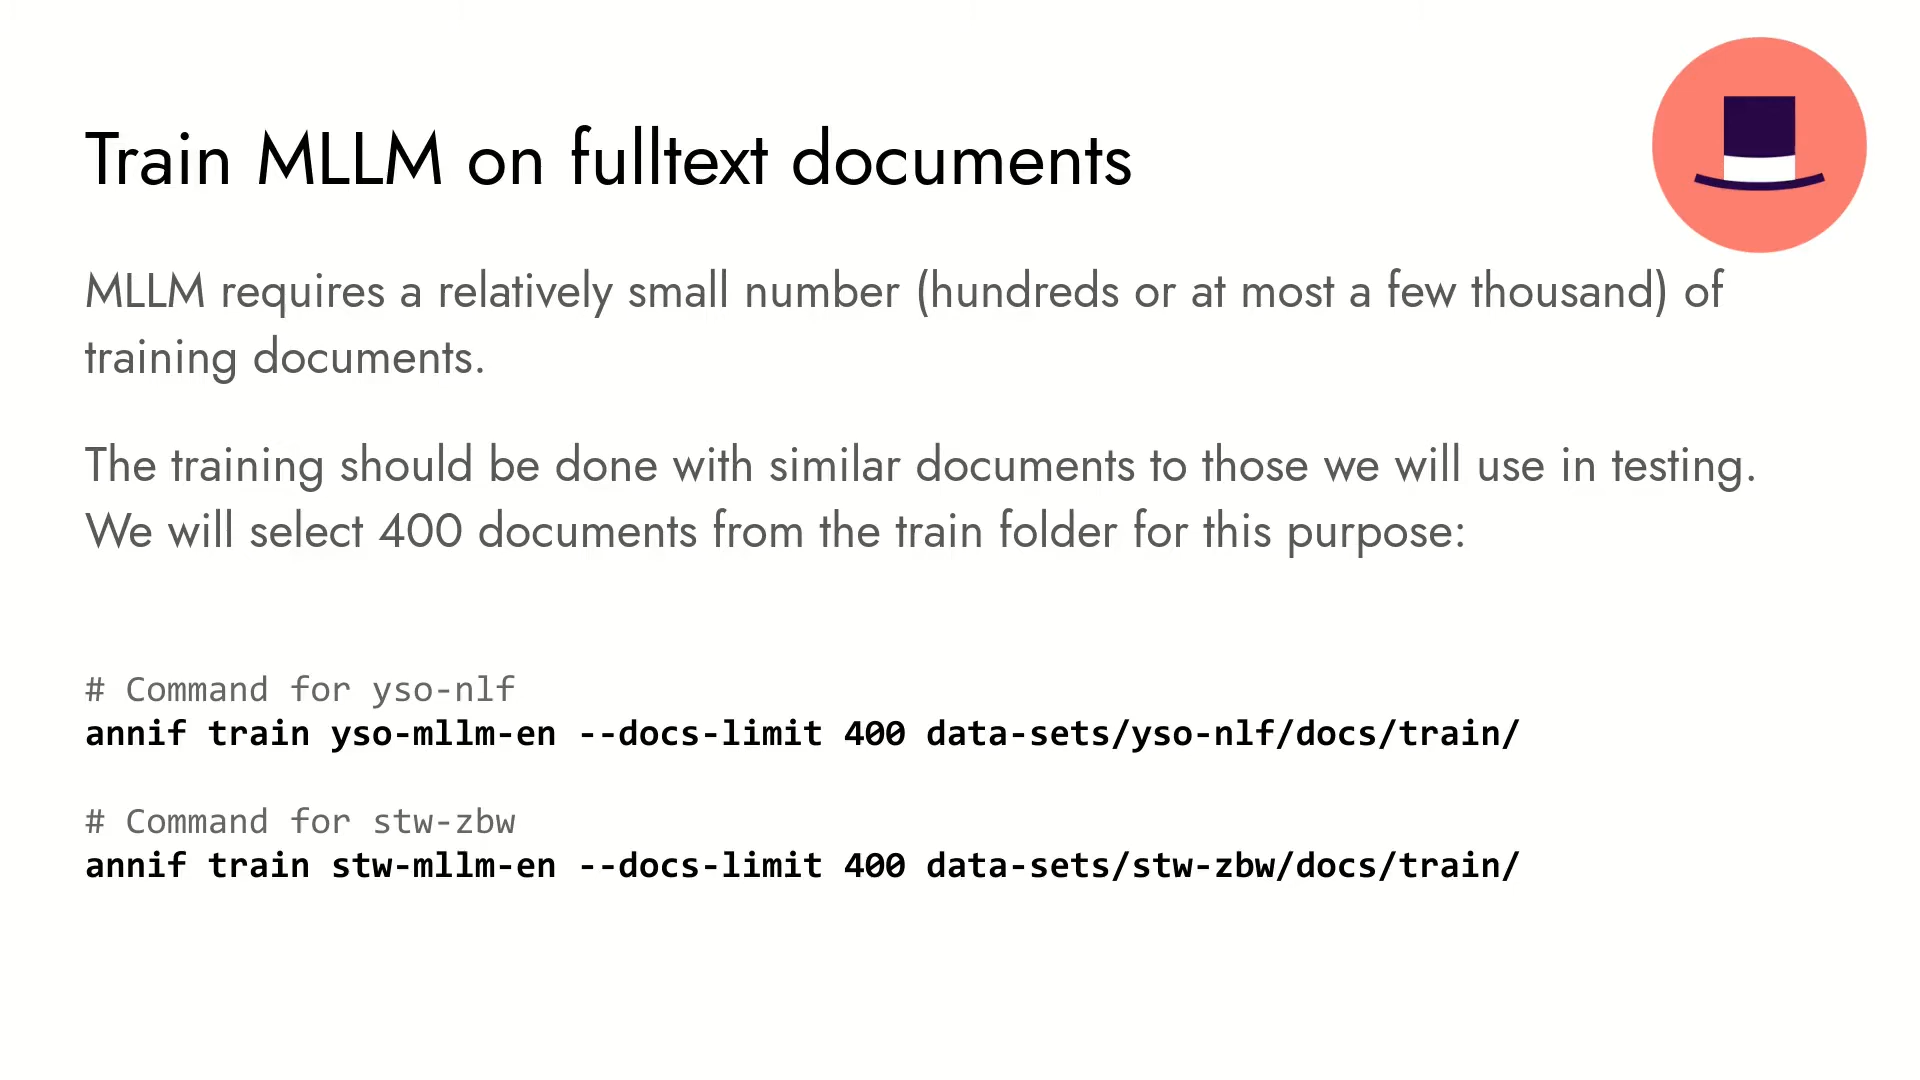 Train MLLM on fulltext documents
MLLM requires a relatively small number (hundreds or at most a few thousand) of
training documents.
The training should be done with similar documents to those we will use in testing.
We will select 400 documents from the train folder for this purpose:
# Command for yso-nlf
annif train yso-mllm-en --docs-limit 400 data-sets/yso-nlf/docs/train/
# Command for stw-zbw
annif train stw-mllm-en --docs-limit 400 data-sets/stw-zbw/docs/train/